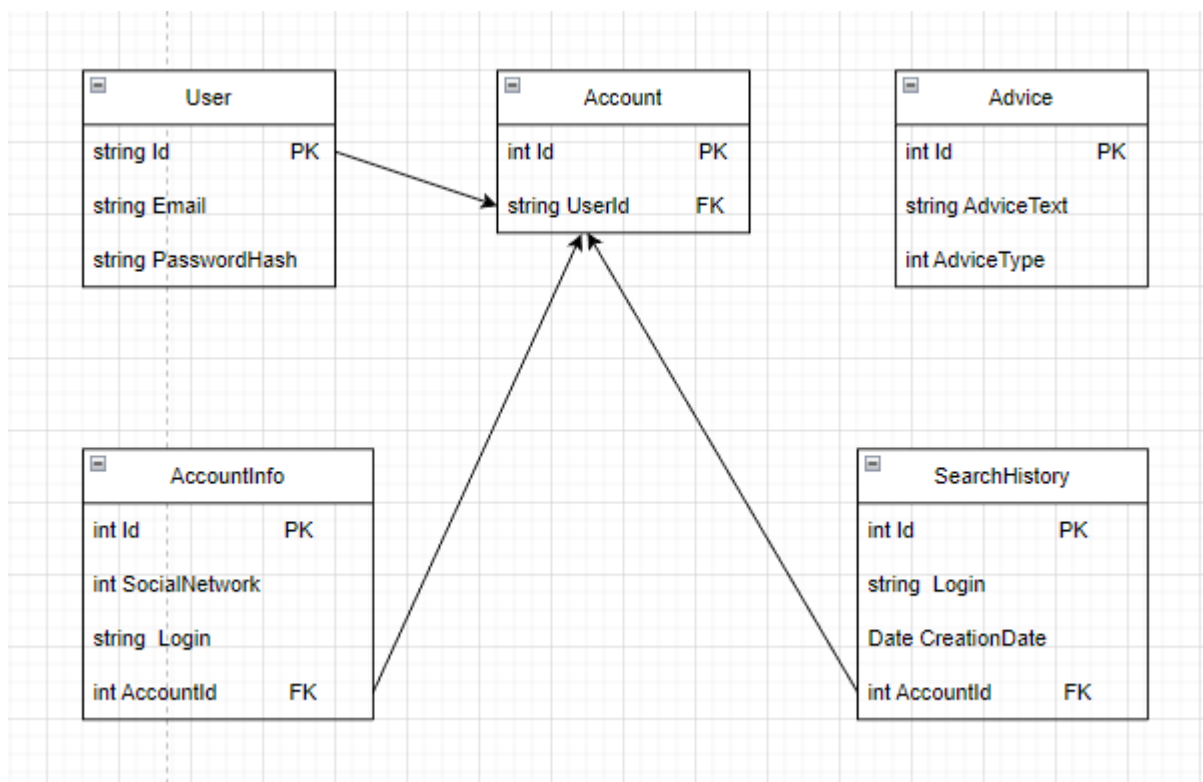 User
string Id PK
string Email
string PasswordHash
Account
int Id PK
string UserId FK
Advice
int Id PK
string AdviceText
int AdviceType
AccountInfo
int Id PK
int SocialNetwork
string Login
int AccountId FK
SearchHistory
int Id PK
string Login
Date CreationDate
int AccountId FK